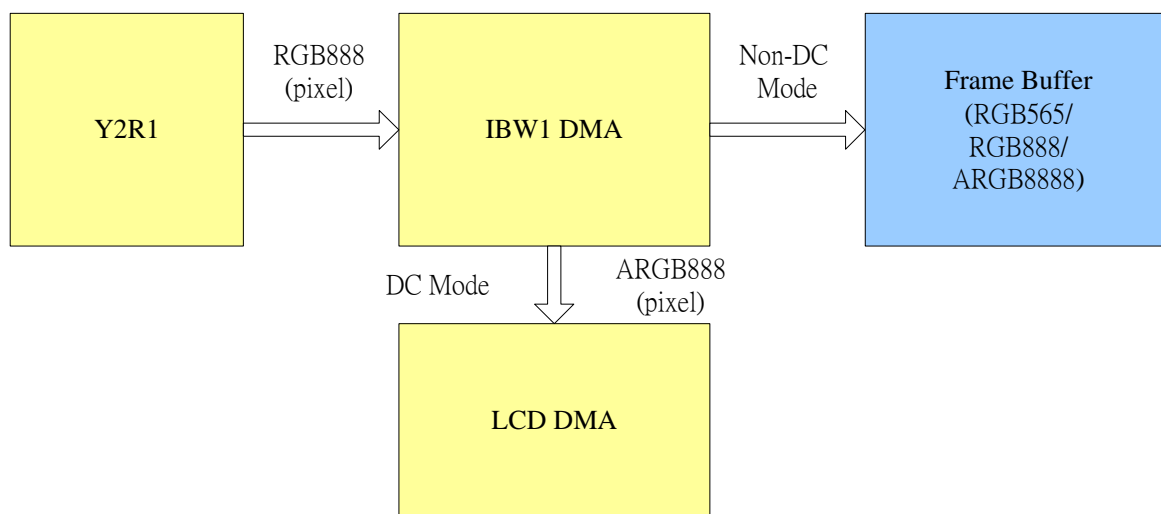 Y2R1
RGB888
(pixel)
IBW1 DMA
Non-DC
Mode
Frame Buffer
(RGB565/
RGB888/
ARGB8888)
DC Mode
ARGB888
(pixel)
LCD DMA